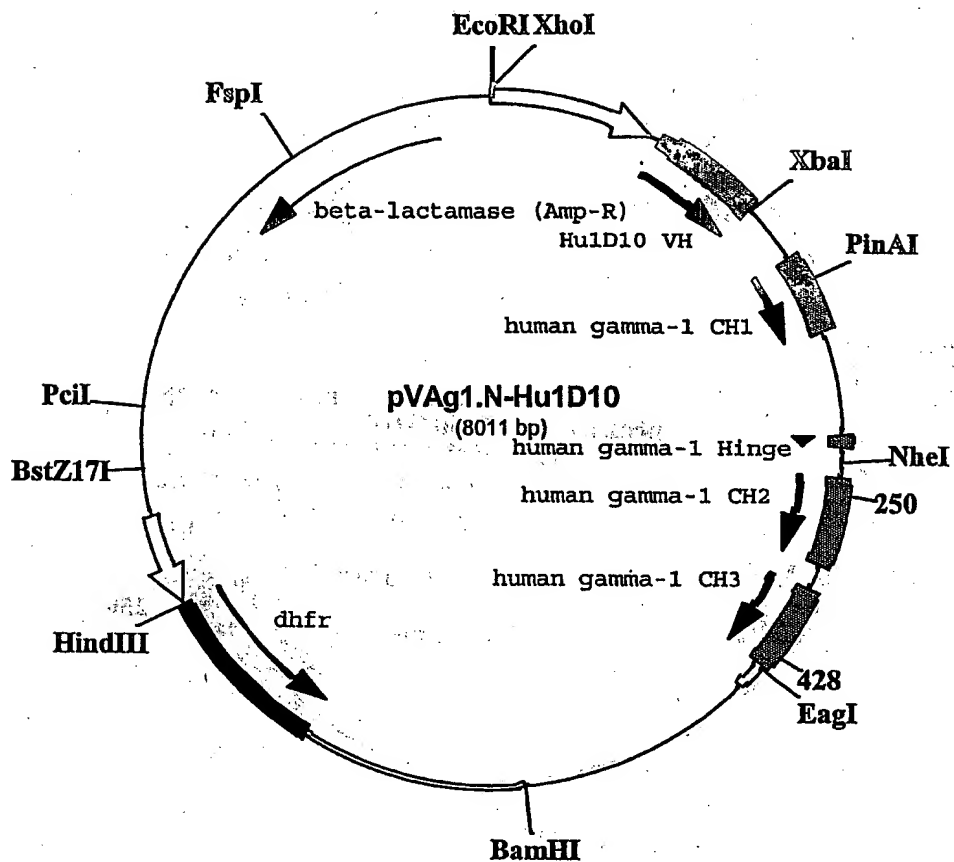 EcoRI XhoI
FspI
XbaI
beta-lactamase (Amp-R)
Hu1D10 VH
PinAI
human gamma-1 CH1
PciI
pVAg1.N-Hu1D10
(8011 bp)
human gamma-1 Hinge
NheI
BstZ17I
human gamma-1 CH2
250
human gamma-1 CH3
dhfr
HindIII
428
EagI
BamHI